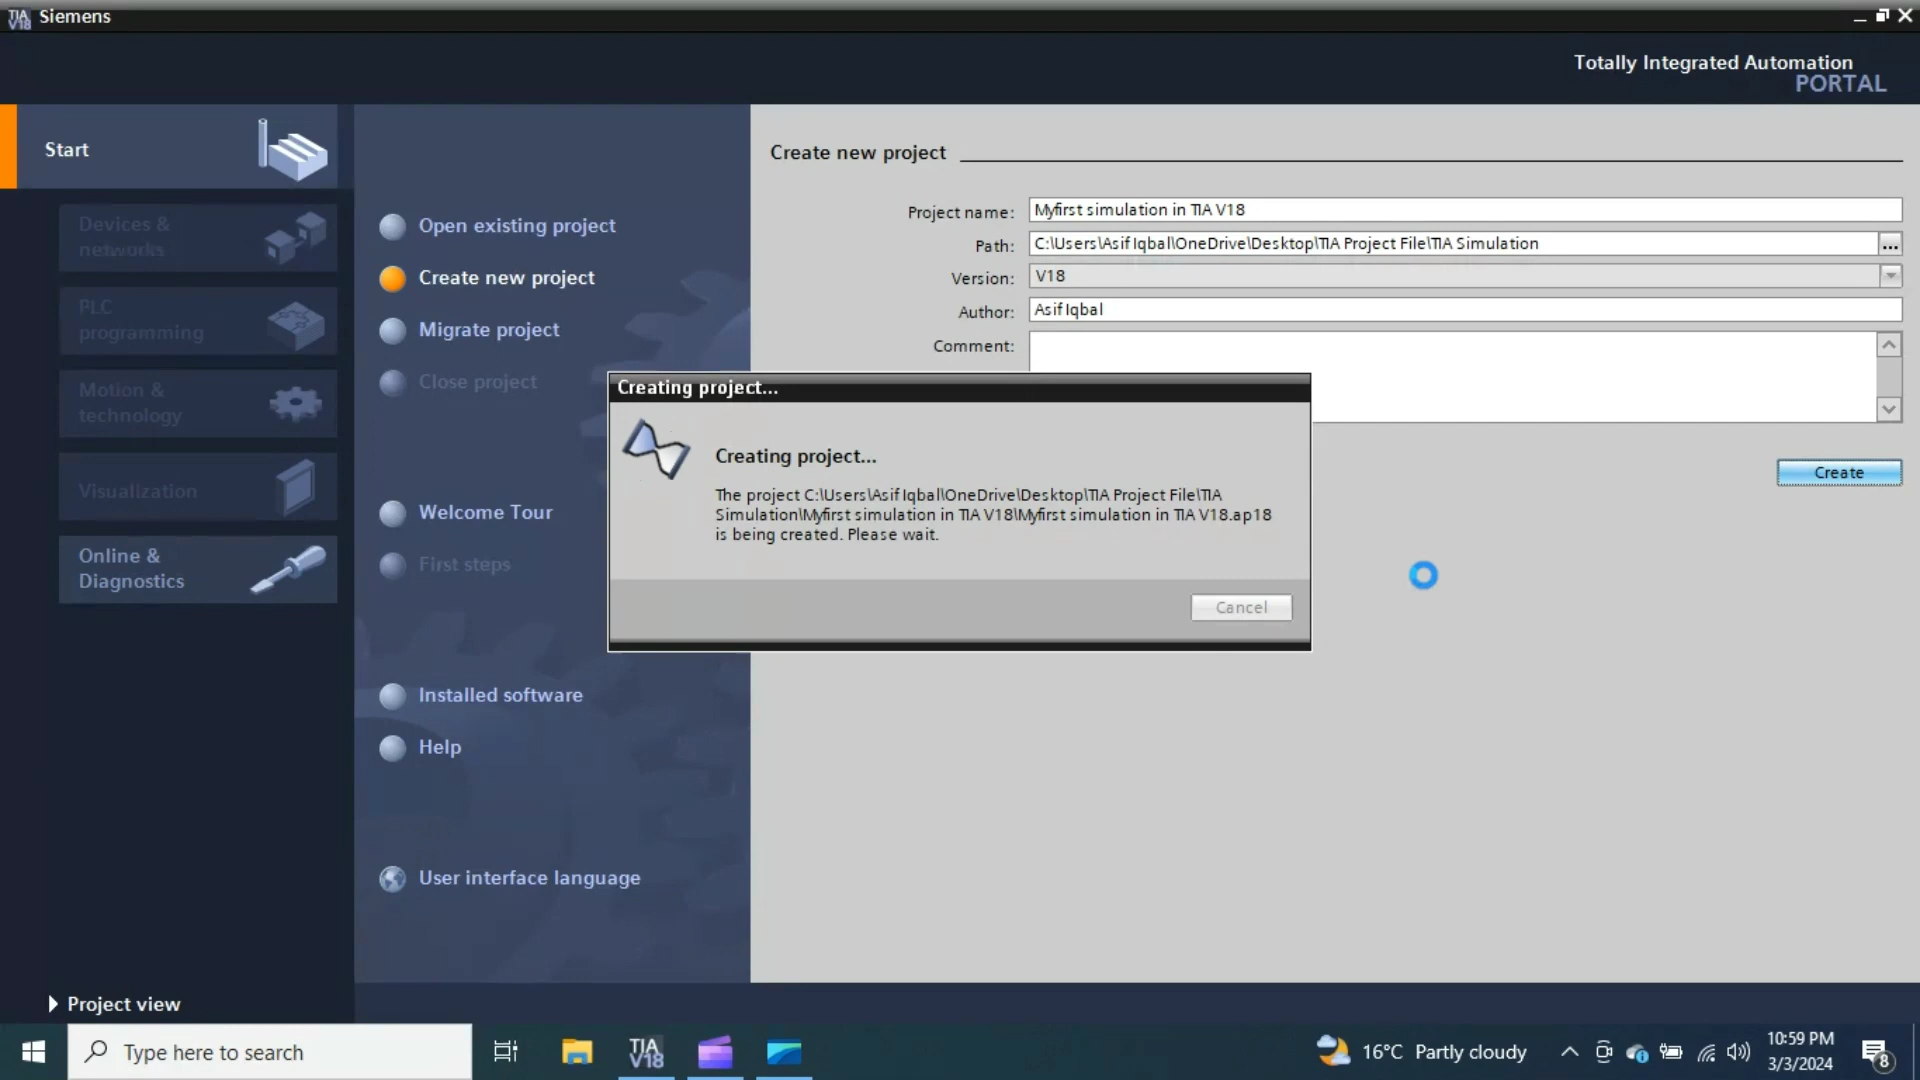 TIA
V18
Siemens
Totally Integrated Automation
PORTAL
Start
Devices &
networks
PLC
programming
Motion &
technology
Visualization
Online &
Diagnostics
Project view
Open existing project
Create new project
Migrate project
Close project
Welcome Tour
First steps
Installed software
Help
User interface language
Create new project
Project name: Myfirst simulation in TIA V18
Path: C:\Users\Asif Iqbal\OneDrive\Desktop\TIA Project File\TIA Simulation ...
Version: V18
Author: Asif Iqbal
Comment:
Create
Creating project...
Creating project...
The project C:\Users\Asif Iqbal\OneDrive\Desktop\TIA Project File\TIA
Simulation\Myfirst simulation in TIA V18\Myfirst simulation in TIA V18.ap18
is being created. Please wait.
Cancel
Type here to search
TIA
V18
16°C Partly cloudy
10:59 PM
3/3/2024
8